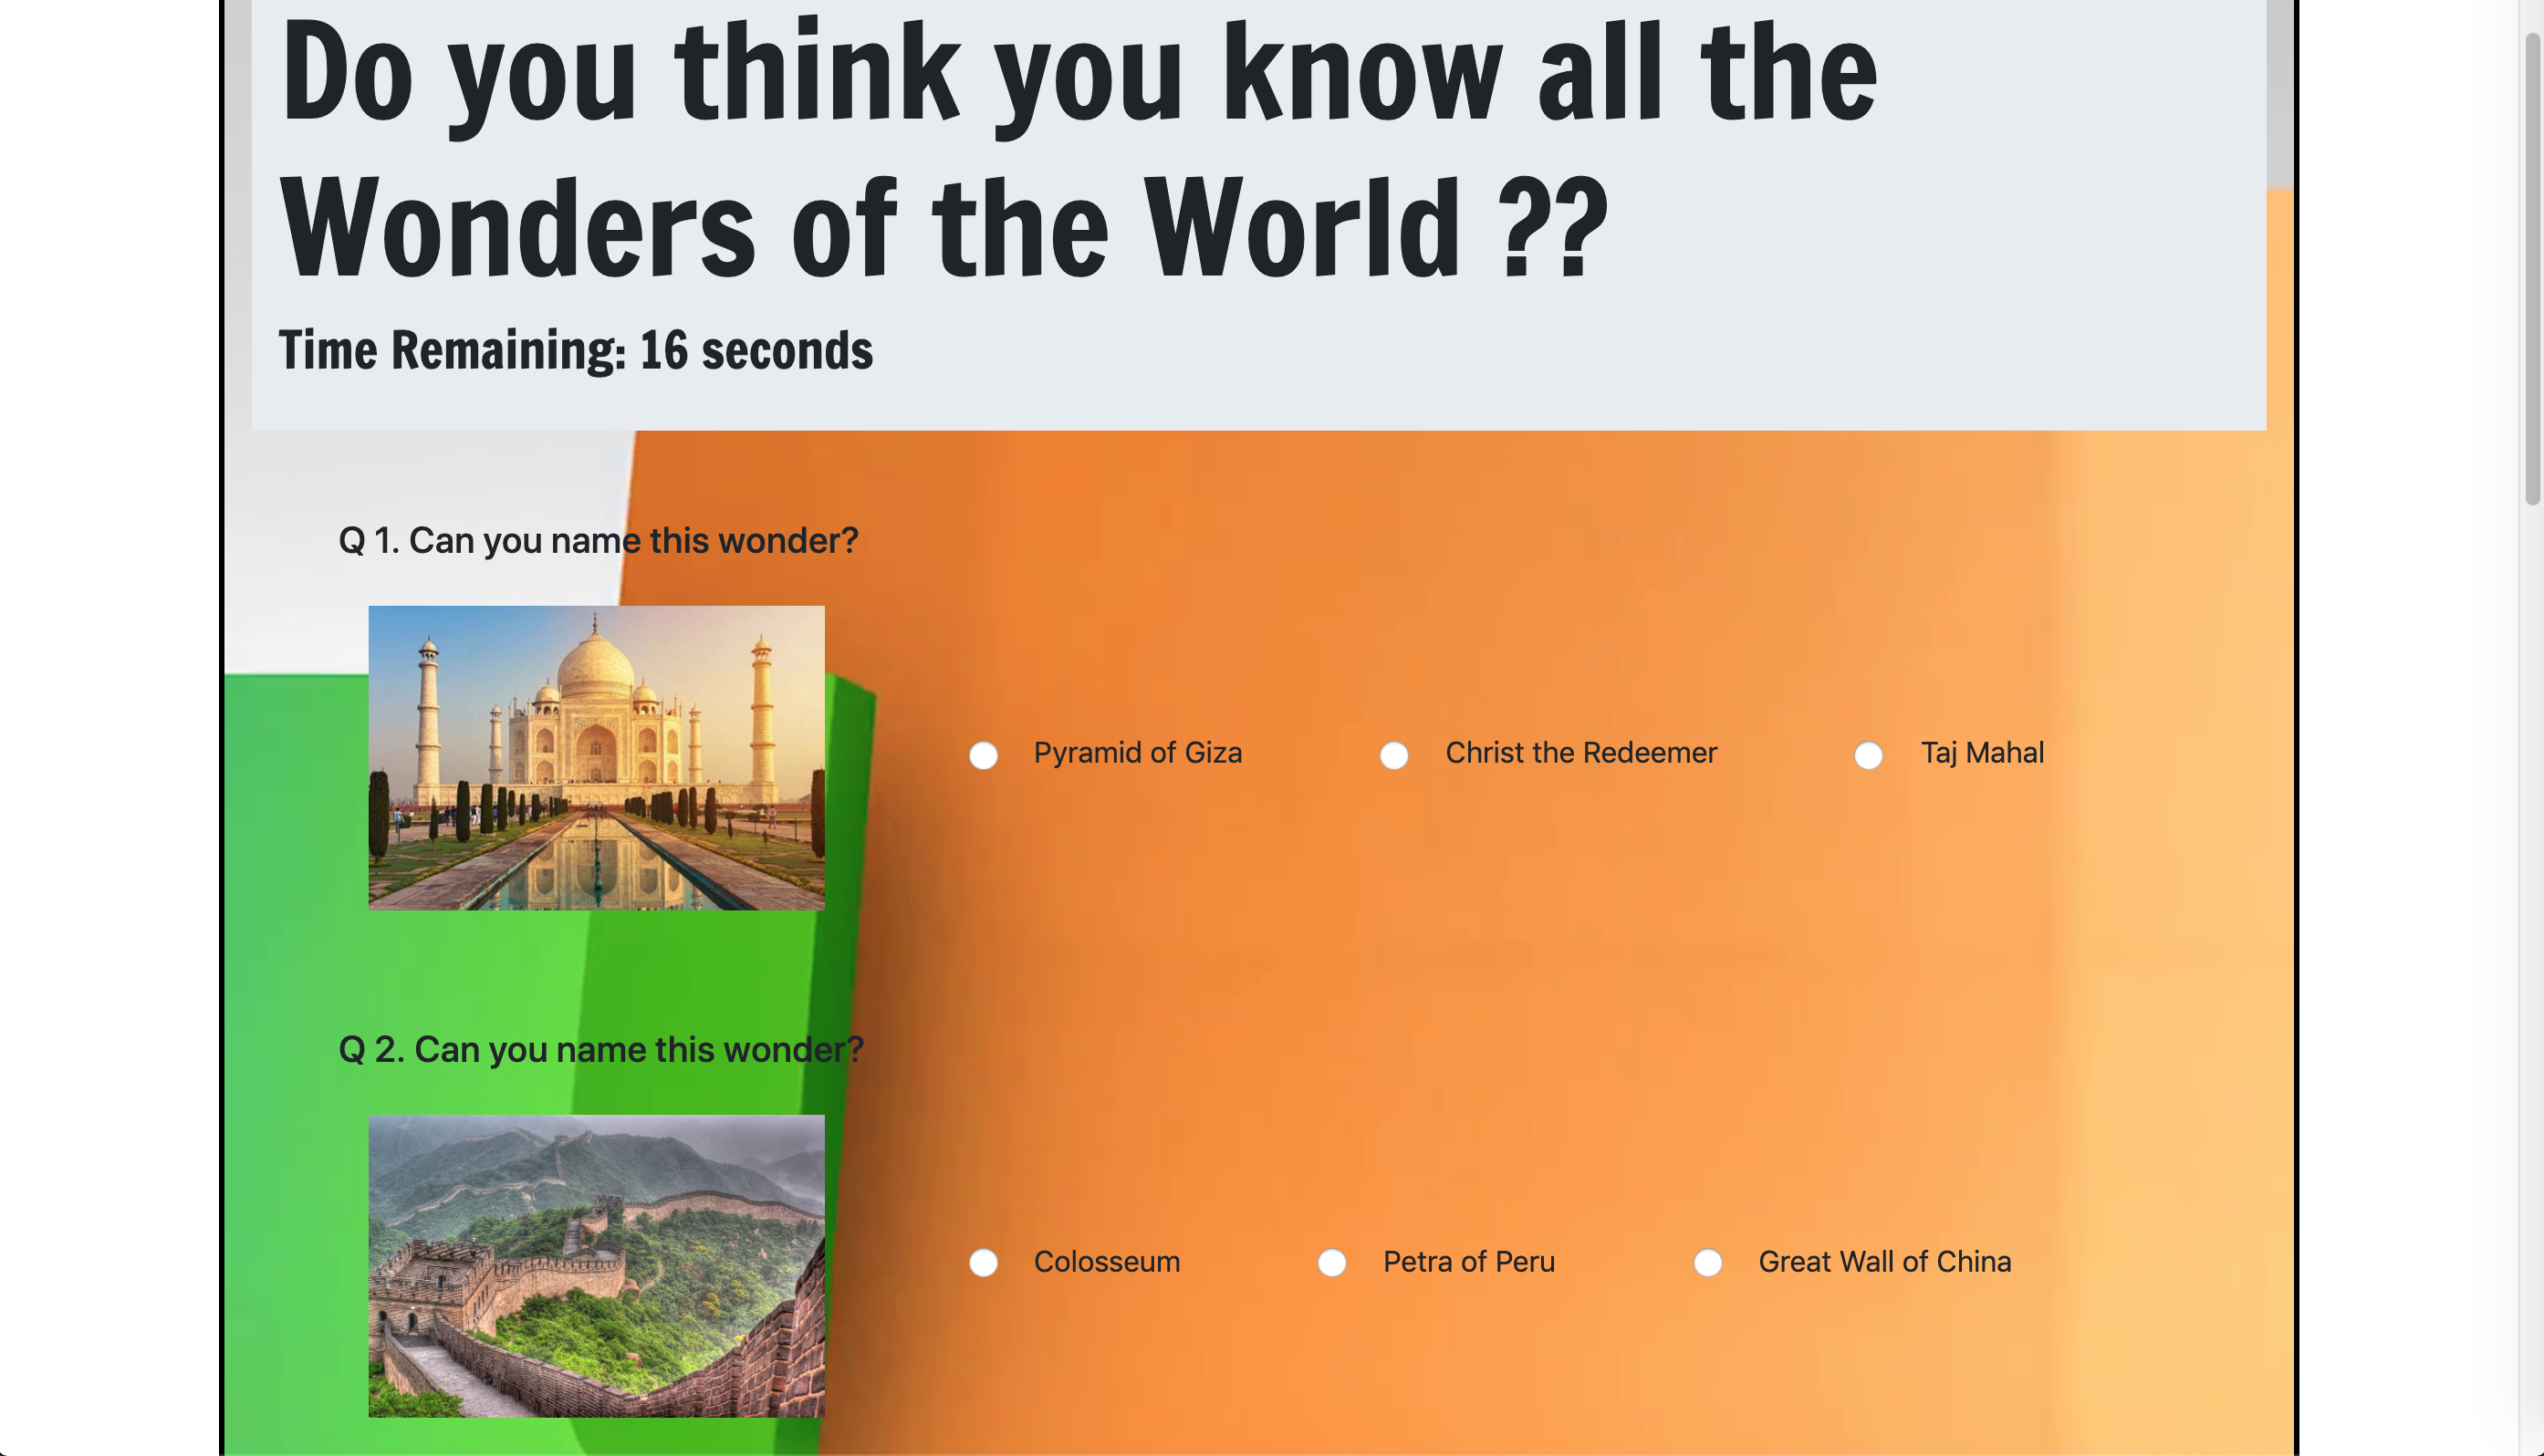 Do you think you know all the
Wonders of the World ??
Time Remaining: 16 seconds
Q 1. Can you name this wonder?
Pyramid of Giza
Christ the Redeemer
Taj Mahal
Q 2. Can you name this wonder?
Colosseum
Petra of Peru
Great Wall of China